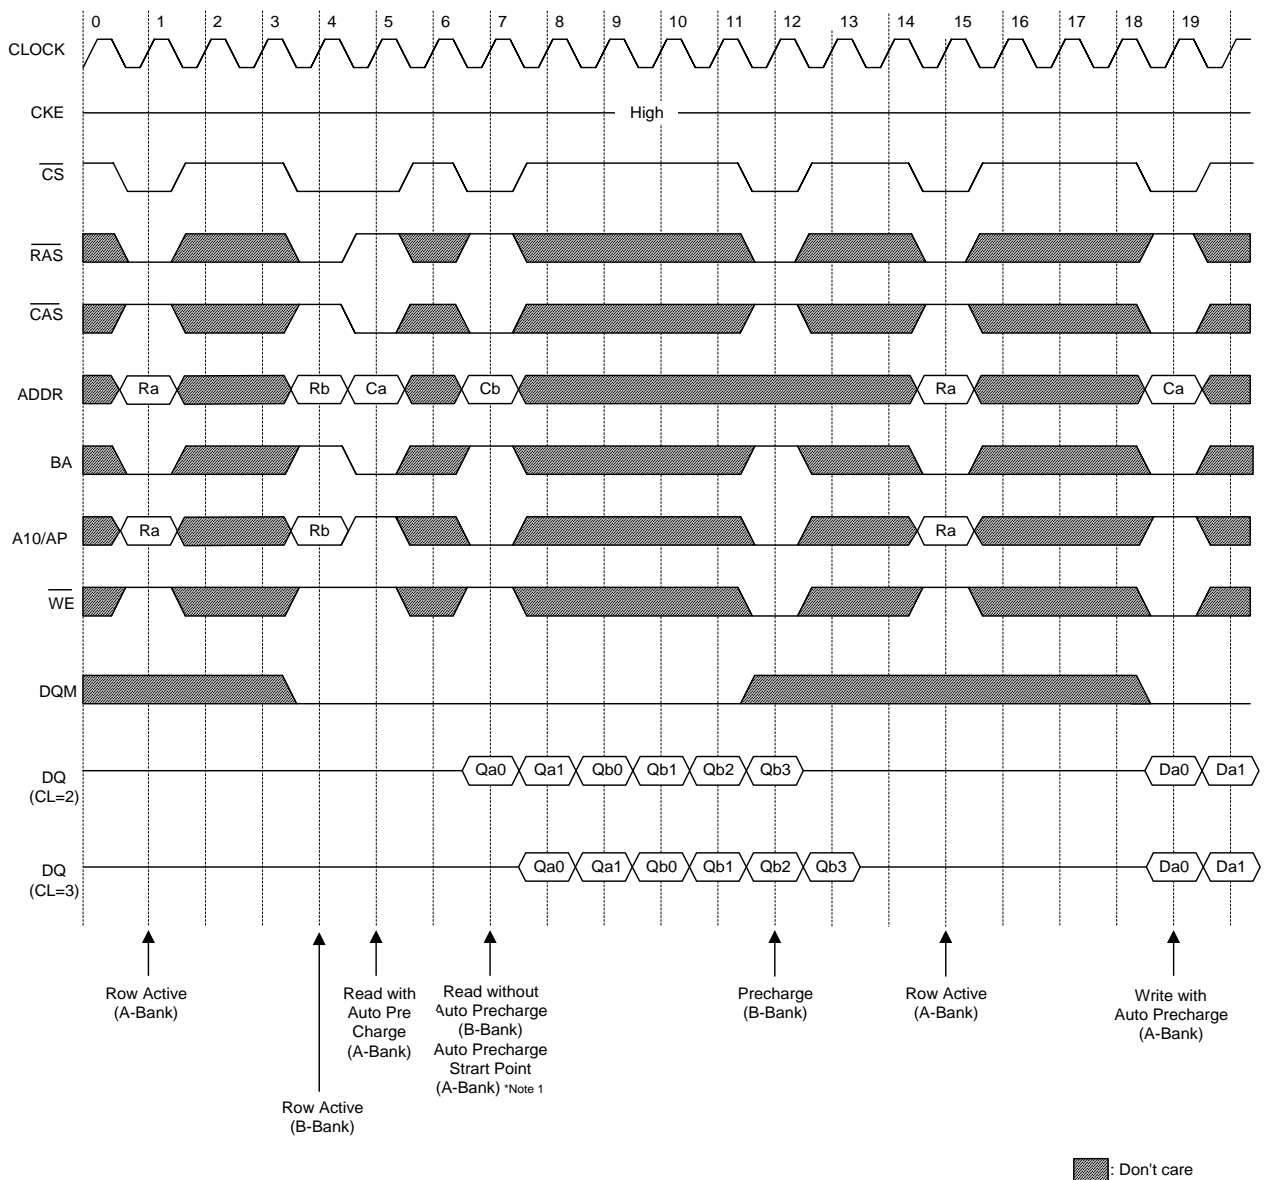 0 1 2 3 4 5 6 7 8 9 10 11 12 13 14 15 16 17 18 19
CLOCK
CKE High
CS
RAS
CAS
ADDR Ra Rb Ca Cb Ra Ca
BA
A10/AP Ra Rb Ra
WE
DQM
DQ
(CL=2)
Qa0 Qa1 Qb0 Qb1 Qb2 Qb3 Da0 Da1
DQ
(CL=3)
Qa0 Qa1 Qb0 Qb1 Qb2 Qb3 Da0 Da1
Row Active
(A-Bank)
Row Active
(B-Bank)
Read with
Auto Pre
Charge
(A-Bank)
Read without
Auto Precharge
(B-Bank)
Auto Precharge
Strart Point
(A-Bank) *Note 1
Precharge
(B-Bank)
Row Active
(A-Bank)
Write with
Auto Precharge
(A-Bank)
: Don't care